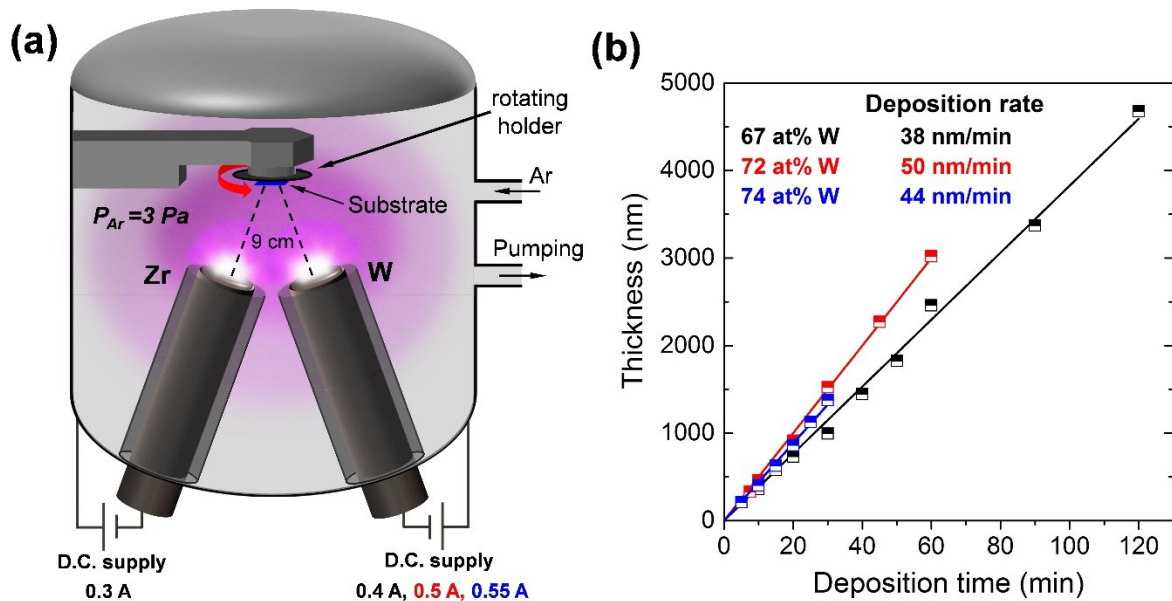 (a)
rotating
holder
Ar
Substrate
P_Ar =3 Pa
Pumping
9 cm
Zr
W
D.C. supply
0.3 A
D.C. supply
0.4 A, 0.5 A, 0.55 A
(b)
Deposition rate
67 at% W 38 nm/min
72 at% W 50 nm/min
74 at% W 44 nm/min
Thickness (nm)
5000
4000
3000
2000
1000
0
0 20 40 60 80 100 120
Deposition time (min)